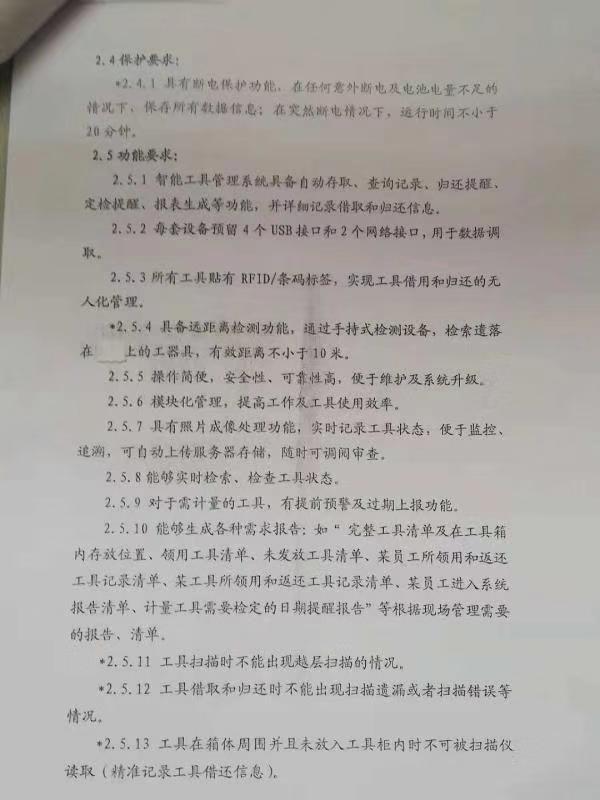 2.4 保护要求：
*2.4.1 具有断电保护功能，在任何意外断电及电池电量不足的
情况下，保存所有数据信息；在突然断电情况下，运行时间不小于
20分钟。
2.5 功能要求：
2.5.1 智能工具管理系统具备自动存取、查询记录、归还提醒、
定检提醒、报表生成等功能，并详细记录借取和归还信息。
2.5.2 每套设备预留 4 个 USB 接口和 2 个网络接口，用于数据调
取。
2.5.3 所有工具贴有 RFID/条码标签，实现工具借用和归还的无
人化管理。
*2.5.4 具备远距离检测功能，通过手持式检测设备，检索遗落
在 上的工器具，有效距离不小于 10 米。
2.5.5 操作简便，安全性、可靠性高，便于维护及系统升级。
2.5.6 模块化管理，提高工作及工具使用效率。
2.5.7 具有照片成像处理功能，实时记录工具状态，便于监控、
追溯，可自动上传服务器存储，随时可调阅审查。
2.5.8 能够实时检索、检查工具状态。
2.5.9 对于需计量的工具，有提前预警及过期上报功能。
2.5.10 能够生成各种需求报告：如“ 完整工具清单及在工具箱
内存放位置、领用工具清单、未发放工具清单、某员工所领用和返还
工具记录清单、某工具所领用和返还工具记录清单、某员工进入系统
报告清单、计量工具需要检定的日期提醒报告”等根据现场管理需要
的报告、清单。
*2.5.11 工具扫描时不能出现越层扫描的情况。
*2.5.12 工具借取和归还时不能出现扫描遗漏或者扫描错误等
情况。
*2.5.13 工具在箱体周围并且未放入工具柜内时不可被扫描仪
读取（精准记录工具借还信息）。